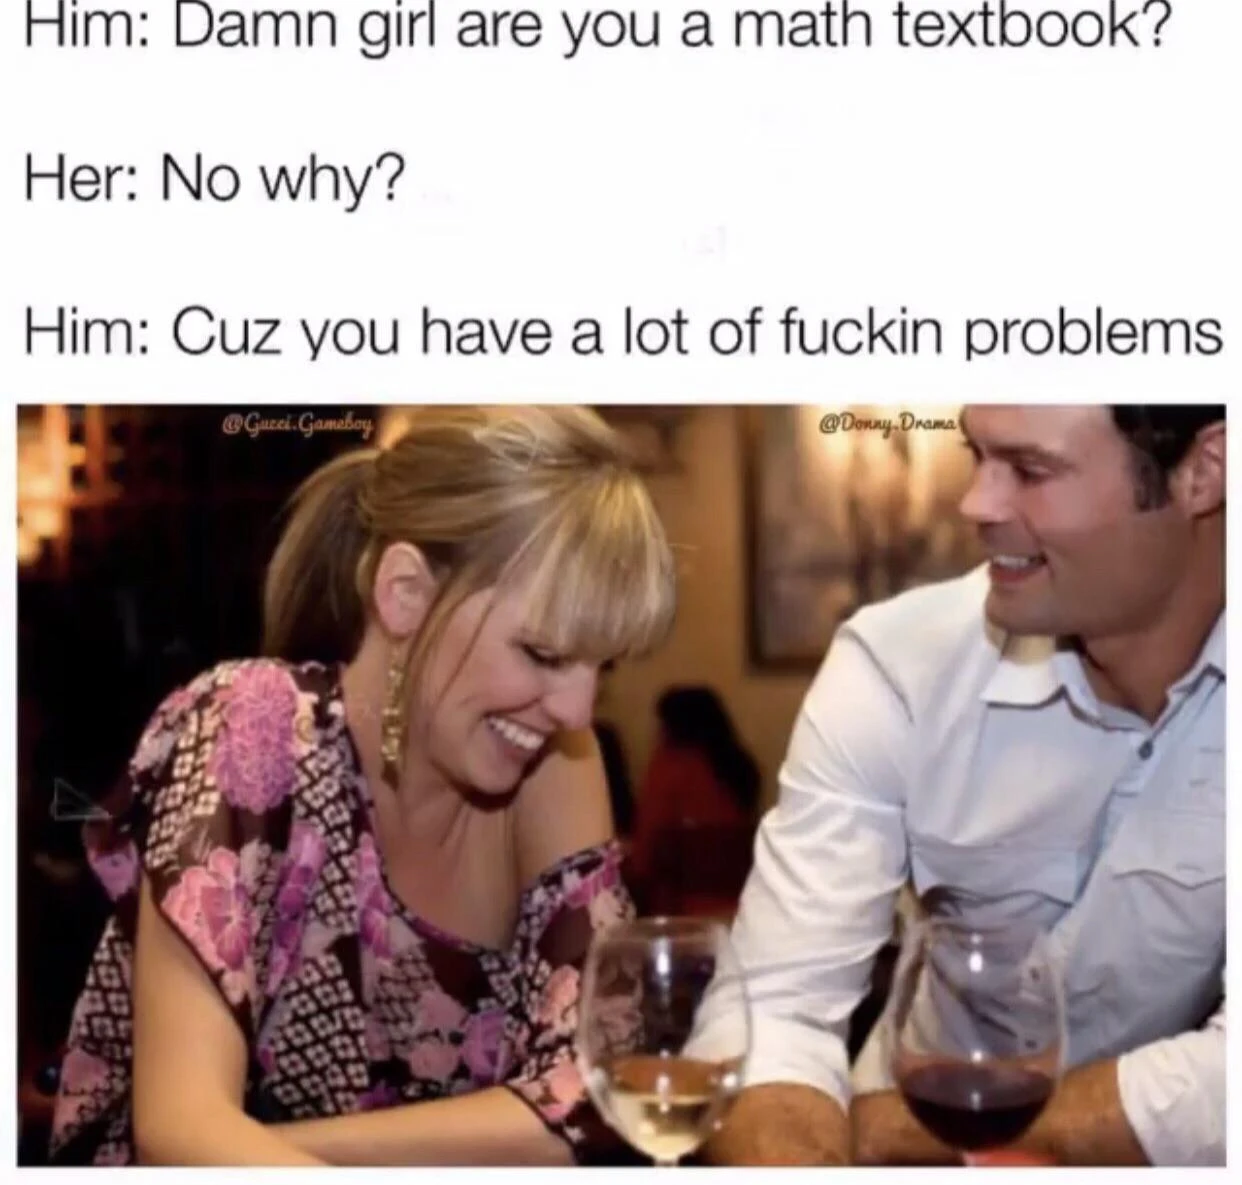 Him: Damn girl are you a math textbook?
Her: No why?
Him: Cuz you have a lot of fuckin problems
@Gucci.Gameboy
@Donny.Drama